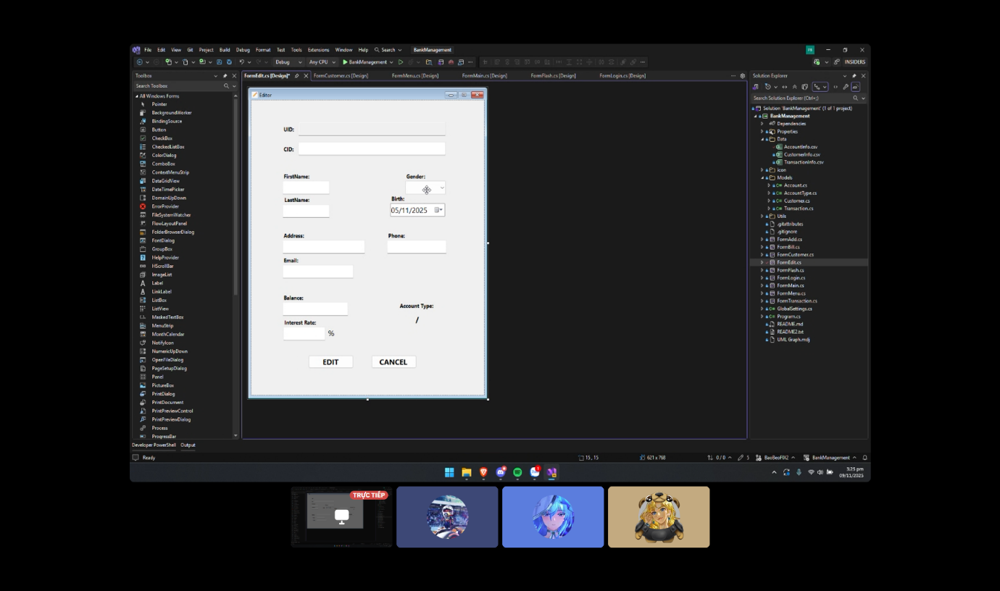 File Edit View Git Project Build Debug Format Test Tools Extensions Window Help Search BankManagement
Debug Any CPU BankManagement INSIDERS
Toolbox
Search Toolbox
All Windows Forms
Pointer
BackgroundWorker
BindingSource
Button
CheckBox
CheckedListBox
ColorDialog
ComboBox
ContextMenuStrip
DataGridView
DateTimePicker
DomainUpDown
ErrorProvider
FileSystemWatcher
FlowLayoutPanel
FolderBrowserDialog
FontDialog
GroupBox
HelpProvider
HScrollBar
ImageList
Label
LinkLabel
ListBox
ListView
MaskedTextBox
MenuStrip
MonthCalendar
NotifyIcon
NumericUpDown
OpenFileDialog
PageSetupDialog
Panel
PictureBox
PrintDialog
PrintDocument
PrintPreviewControl
PrintPreviewDialog
Process
ProgressBar
FormEdit.cs [Design]* FormCustomer.cs [Design] FormMenu.cs [Design] FormMain.cs [Design] FormFlash.cs [Design] FormLogin.cs [Design]
Editor
UID:
CID:
FirstName:
Gender:
LastName:
Birth:
05/11/2025
Address:
Phone:
Email:
Balance:
Account Type:
/
Interest Rate:
%
EDIT
CANCEL
Solution Explorer
Search Solution Explorer (Ctrl+;)
Solution 'BankManagement' (1 of 1 project)
BankManagement
Dependencies
Properties
Data
AccountInfo.csv
CustomerInfo.csv
TransactionInfo.csv
icon
Models
Account.cs
AccountType.cs
Customer.cs
Transaction.cs
Utils
.gitattributes
.gitignore
FormAdd.cs
FormBill.cs
FormCustomer.cs
FormEdit.cs
FormFlash.cs
FormLogin.cs
FormMain.cs
FormMenu.cs
FormTransaction.cs
GlobalSettings.cs
Program.cs
README.md
README2.txt
UML Graph.mdj
Developer PowerShell Output
Ready 15, 15 621 x 768 0 / 0 5 BaoBeoFIX2 BankManagement
3:25 pm
09/11/2025
TRỰC TIẾP